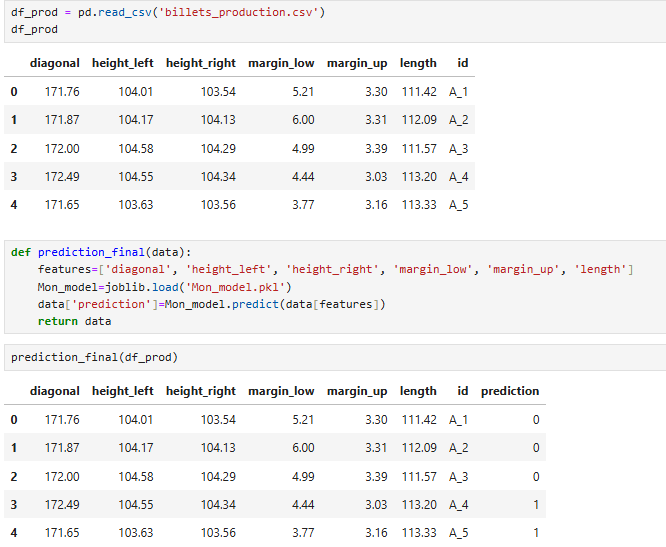 df_prod = pd.read_csv('billets_production.csv')
df_prod
diagonal height_left height_right margin_low margin_up length id
0 171.76 104.01 103.54 5.21 3.30 111.42 A_1
1 171.87 104.17 104.13 6.00 3.31 112.09 A_2
2 172.00 104.58 104.29 4.99 3.39 111.57 A_3
3 172.49 104.55 104.34 4.44 3.03 113.20 A_4
4 171.65 103.63 103.56 3.77 3.16 113.33 A_5
def prediction_final(data):
    features=['diagonal', 'height_left', 'height_right', 'margin_low', 'margin_up', 'length']
    Mon_model=joblib.load('Mon_model.pkl')
    data['prediction']=Mon_model.predict(data[features])
    return data
prediction_final(df_prod)
diagonal height_left height_right margin_low margin_up length id prediction
0 171.76 104.01 103.54 5.21 3.30 111.42 A_1 0
1 171.87 104.17 104.13 6.00 3.31 112.09 A_2 0
2 172.00 104.58 104.29 4.99 3.39 111.57 A_3 0
3 172.49 104.55 104.34 4.44 3.03 113.20 A_4 1
4 171.65 103.63 103.56 3.77 3.16 113.33 A_5 1